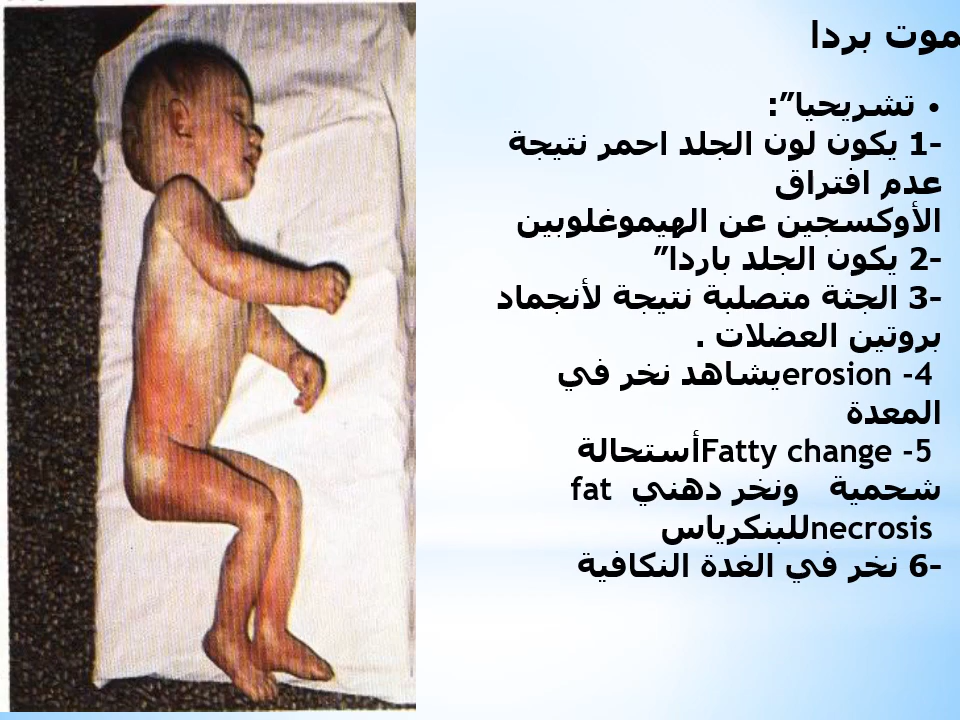 موت بردا
• تشريحيا”:
1- يكون لون الجلد احمر نتيجة
عدم افتراق
الأوكسجين عن الهيموغلوبين
2- يكون الجلد باردا”
3- الجثة متصلبة نتيجة لأنجماد
بروتين العضلات .
4- erosionيشاهد نخر في
المعدة
5- Fatty changeأستحالة
شحمية ونخر دهني fat
necrosisللبنكرياس
6- نخر في الغدة النكافية